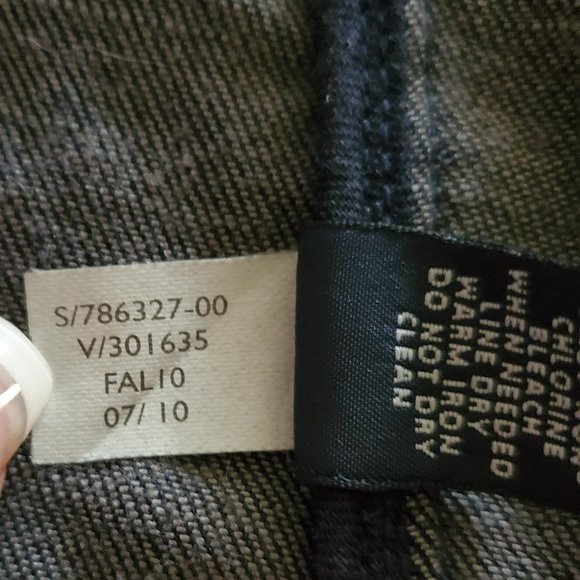 S/786327-00
V/301635
FAL10
07/10
CHLORINE
BLEACH
WHEN NEEDED
LINE DRY
WARM IRON
DO NOT DRY
CLEAN